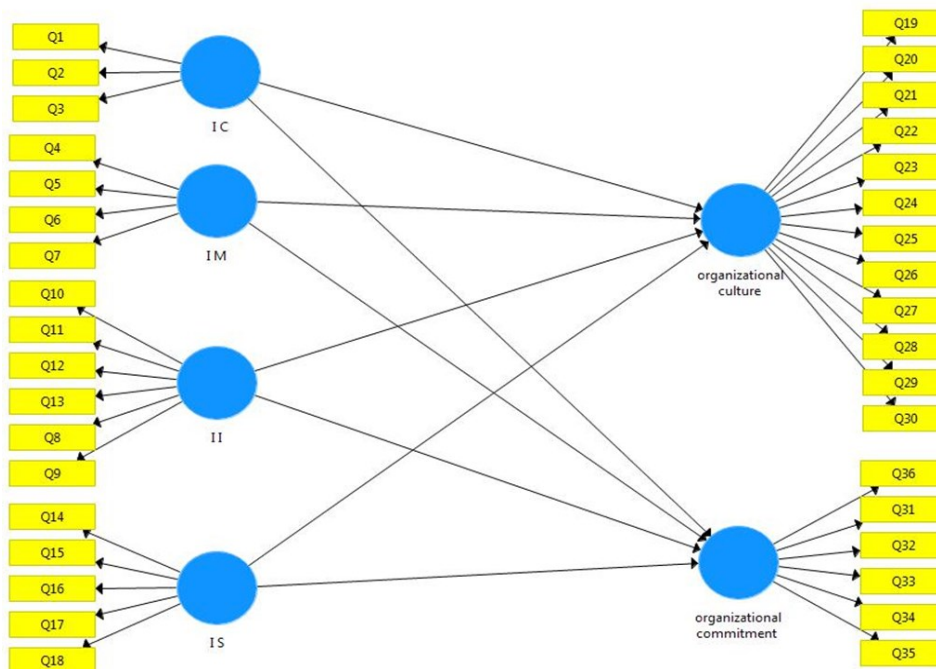 Q1
Q2
Q3
I C
Q4
Q5
Q6
Q7
I M
Q10
Q11
Q12
Q13
Q8
Q9
I I
Q14
Q15
Q16
Q17
Q18
I S
Q19
Q20
Q21
Q22
Q23
Q24
Q25
Q26
Q27
Q28
Q29
Q30
organizational
culture
Q36
Q31
Q32
Q33
Q34
Q35
organizational
commitment